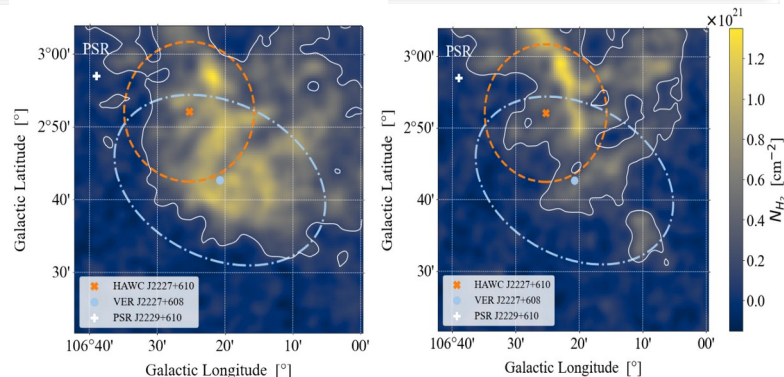 ×10²¹
PSR
3°00'
2°50'
40'
30'
Galactic Latitude [°]
HAWC J2227+610
VER J2227+608
PSR J2229+610
106°40' 30' 20' 10' 00'
Galactic Longitude [°]
PSR
3°00'
2°50'
40'
30'
Galactic Latitude [°]
HAWC J2227+610
VER J2227+608
PSR J2229+610
106°40' 30' 20' 10' 00'
Galactic Longitude [°]
1.2
1.0
0.8
0.6
0.4
0.2
0.0
N_H₂ [cm⁻²]